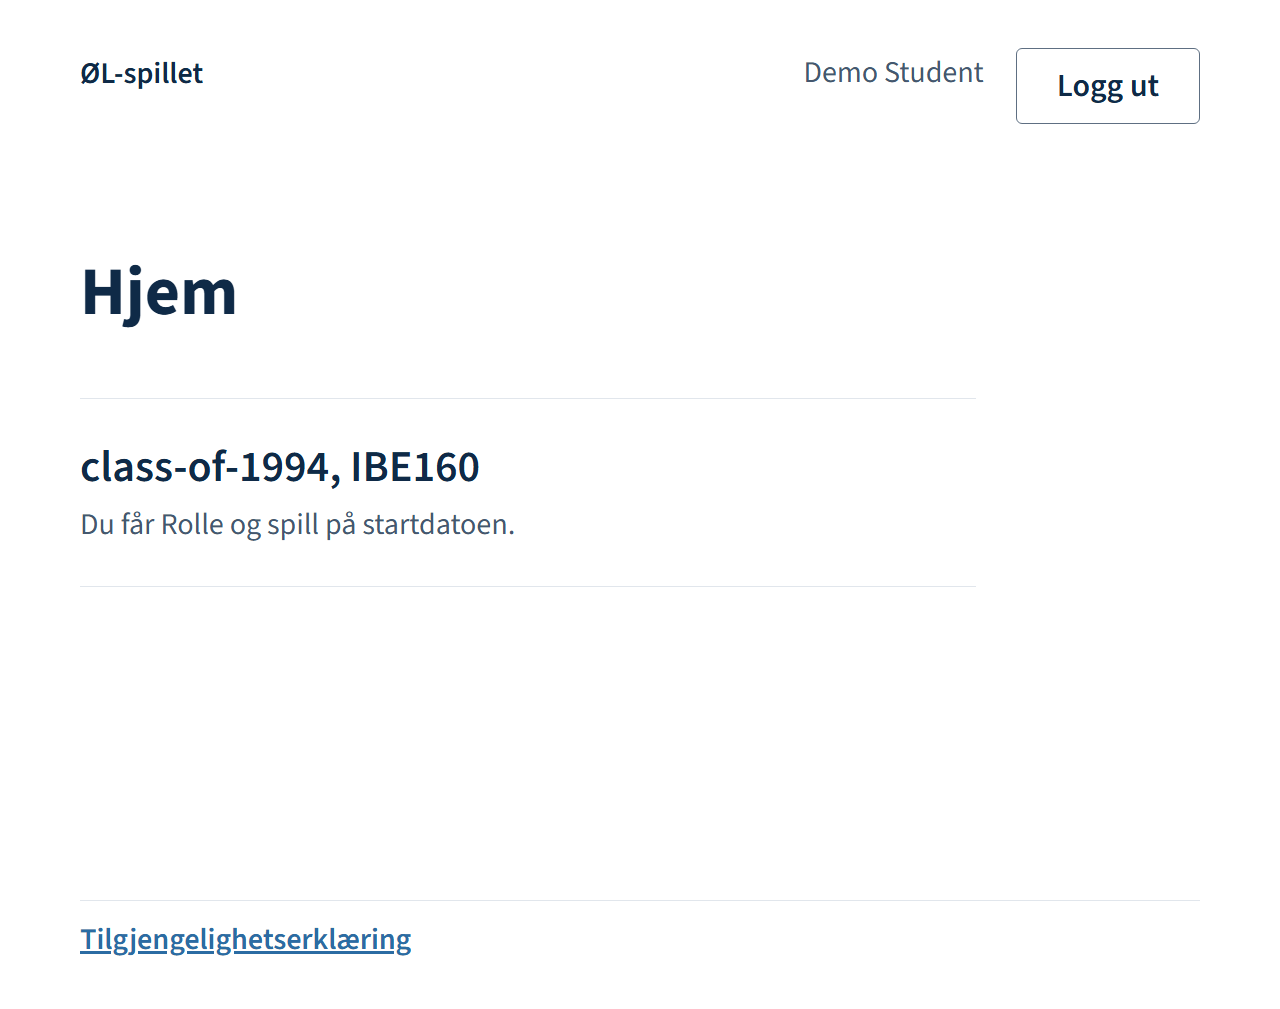 ØL-spillet
Demo Student
Logg ut
Hjem
class-of-1994, IBE160
Du får Rolle og spill på startdatoen.
Tilgjengelighetserklæring